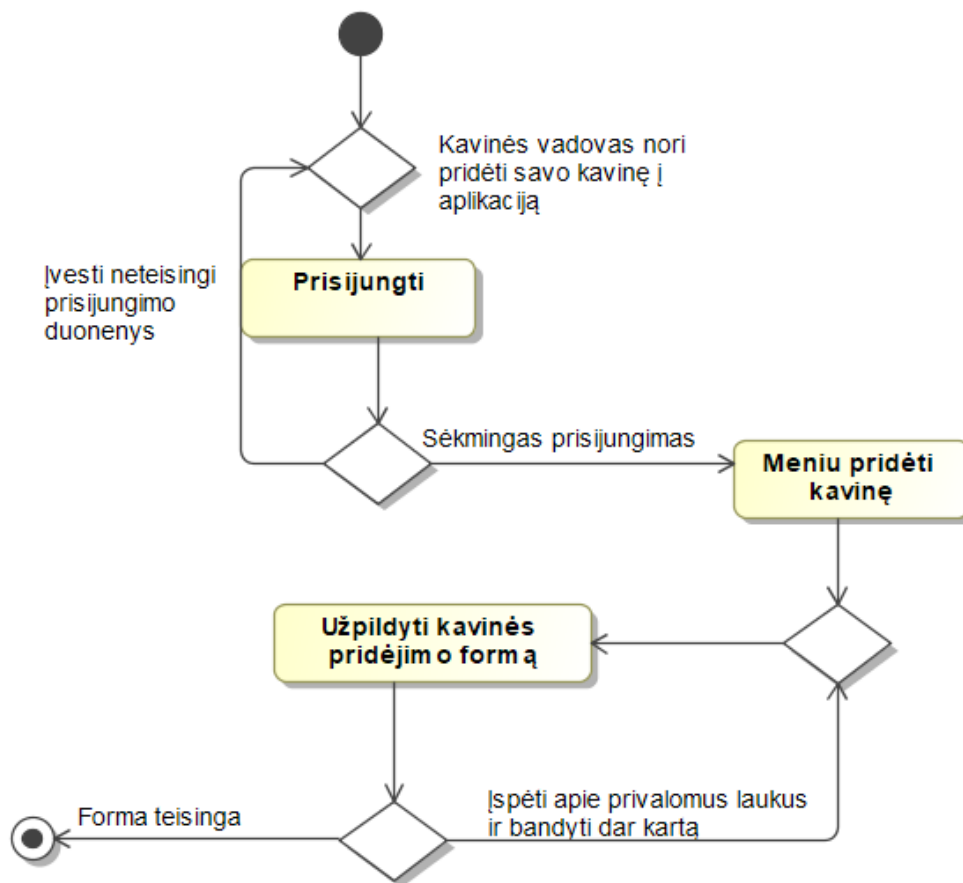 Kavinės vadovas nori
pridėti savo kavinę į
aplikaciją
Įvesti neteisingi
prisijungimo
duonenys
Prisijungti
Sėkmingas prisijungimas
Meniu pridėti
kavinę
Užpildyti kavinės
pridėjimo formą
Įspėti apie privalomus laukus
ir bandyti dar kartą
Forma teisinga